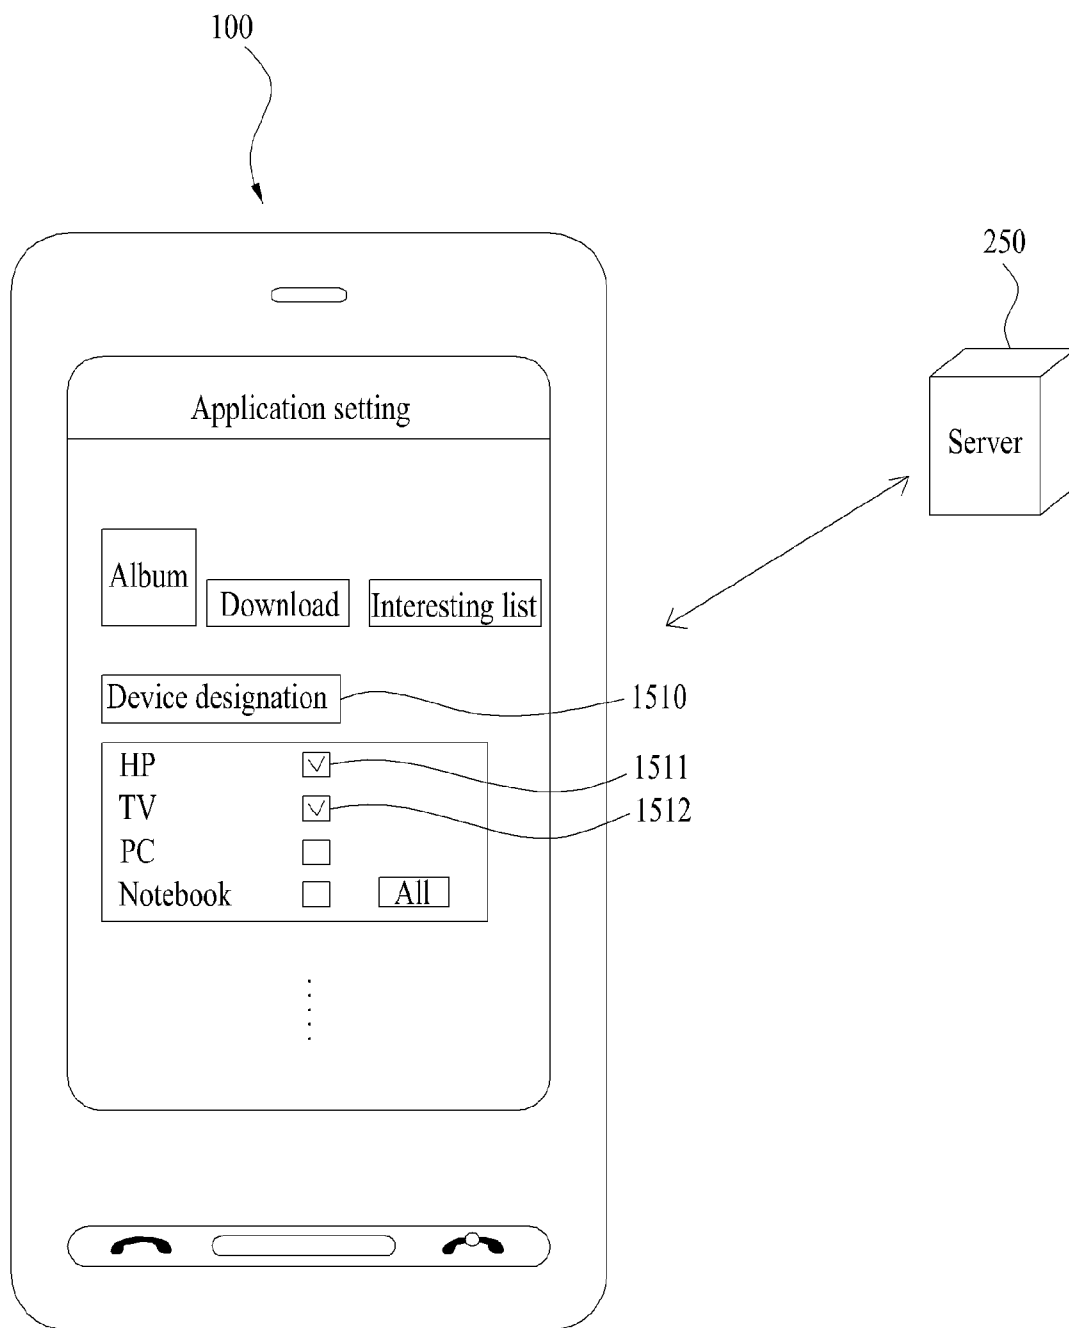 100
250
Application setting
Server
Album
Download
Interesting list
Device designation
1510
HP
1511
TV
1512
PC
Notebook
All